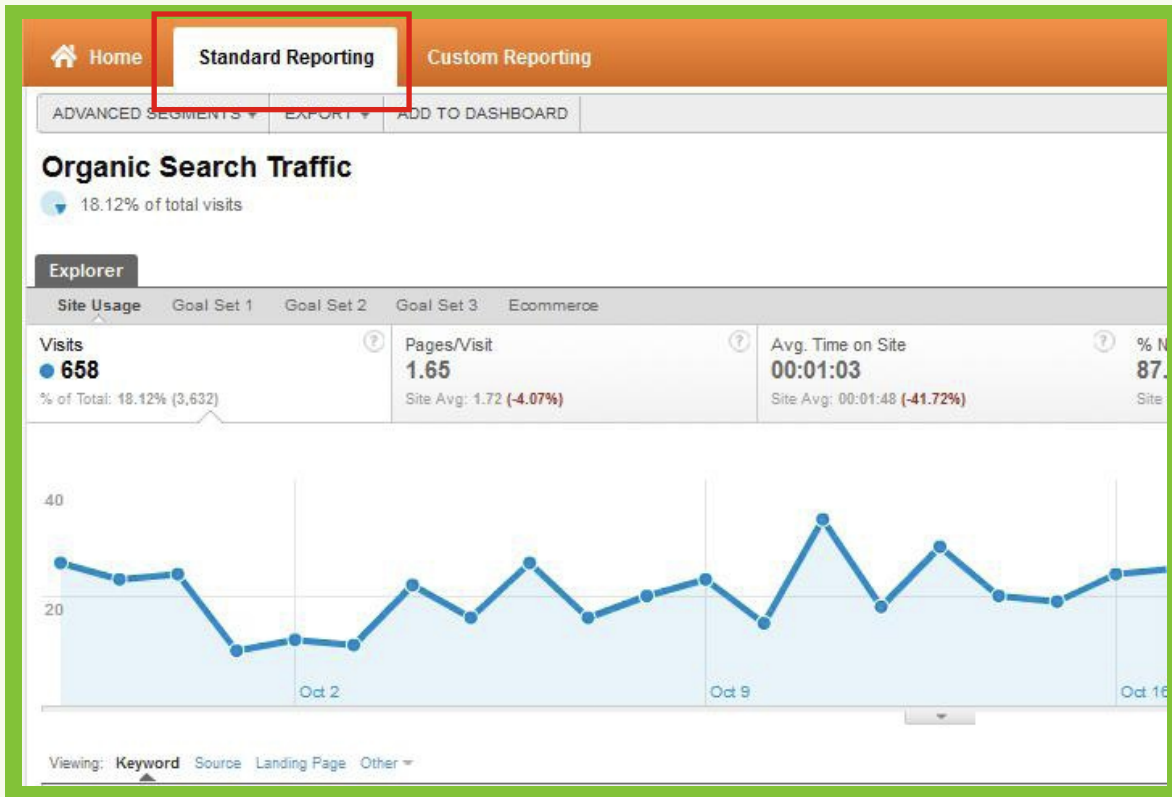 Home Standard Reporting Custom Reporting
ADVANCED SEGMENTS EXPORT ADD TO DASHBOARD
Organic Search Traffic
18.12% of total visits
Explorer
Site Usage Goal Set 1 Goal Set 2 Goal Set 3 Ecommerce
Visits Pages/Visit Avg. Time on Site %
658 1.65 00:01:03 87.
% of Total: 18.12% (3,632) Site Avg: 1.72 (-4.07%) Site Avg: 00:01:48 (-41.72%) Site
40
20
Oct 2 Oct 9 Oct 16
Viewing: Keyword Source Landing Page Other